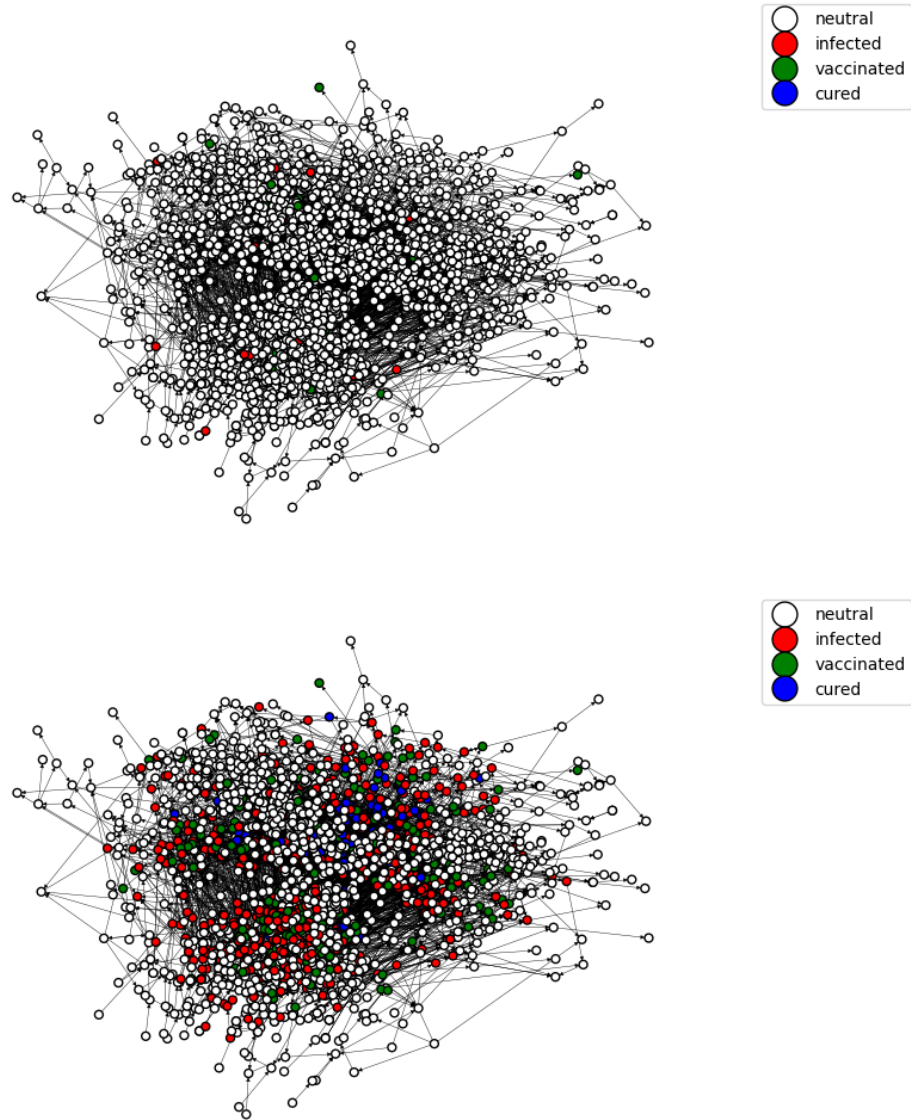 neutral
infected
vaccinated
cured
neutral
infected
vaccinated
cured